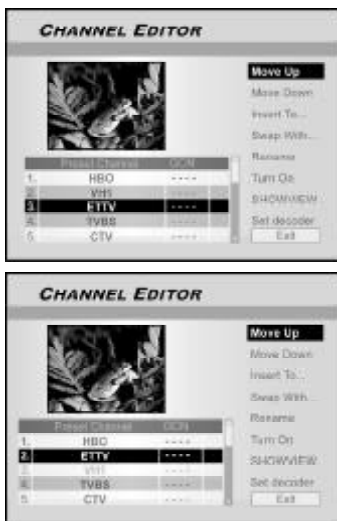 CHANNEL EDITOR
Move Up
Move Down
Insert To...
Swap With...
Rename
Turn On
SHOWVIEW
Set decoder
Exit
Preset Channel GCN
1. HBO ----
2. VH1 ----
3. ETTV ----
4. TVBS ----
5. CTV ----
CHANNEL EDITOR
Move Up
Move Down
Insert To...
Swap With...
Rename
Turn On
SHOWVIEW
Set decoder
Exit
Preset Channel GCN
1. HBO ----
2. ETTV ----
3. VH1 ----
4. TVBS ----
5. CTV ----